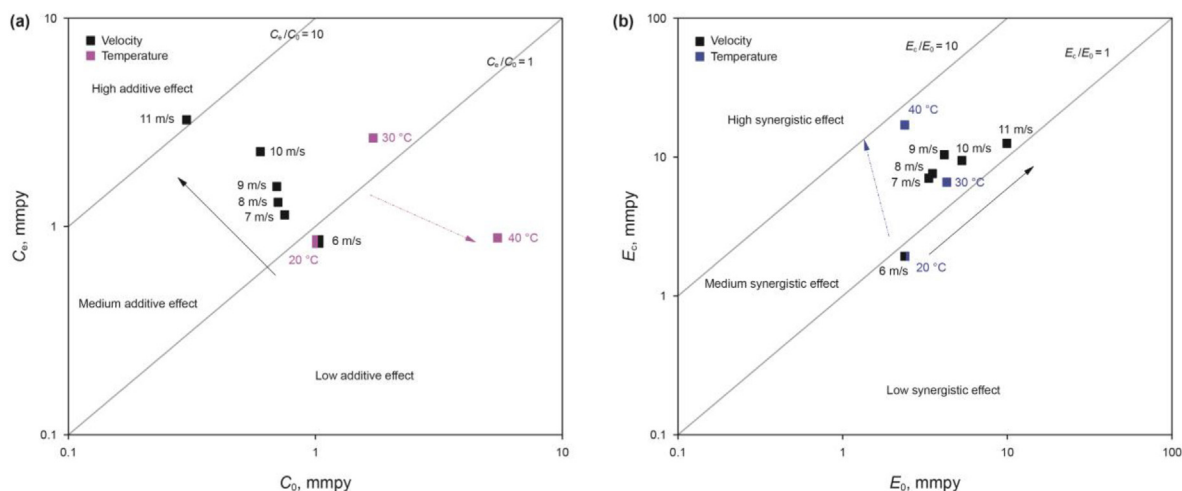 (a)
10
Cₑ/C₀ = 10
Velocity
Temperature
Cₑ/C₀ = 1
High additive effect
11 m/s
30 °C
10 m/s
9 m/s
8 m/s
7 m/s
1
6 m/s
40 °C
20 °C
Medium additive effect
Low additive effect
Cₑ, mmpy
0.1
0.1
1
10
C₀, mmpy
(b)
100
Velocity
Temperature
E꜀/E₀ = 10
E꜀/E₀ = 1
40 °C
High synergistic effect
11 m/s
9 m/s
10 m/s
10
8 m/s
7 m/s
30 °C
6 m/s
20 °C
Medium synergistic effect
1
Low synergistic effect
E꜀, mmpy
0.1
0.1
1
10
100
E₀, mmpy